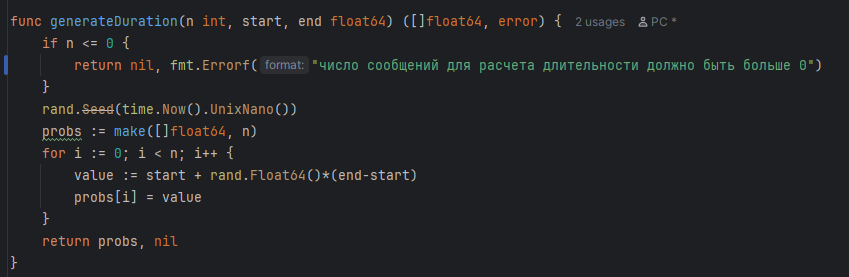 func generateDuration(n int, start, end float64) ([]float64, error) { 2 usages PC *
    if n <= 0 {
        return nil, fmt.Errorf( format: "число сообщений для расчета длительности должно быть больше 0")
    }
    rand.Seed(time.Now().UnixNano())
    probs := make([]float64, n)
    for i := 0; i < n; i++ {
        value := start + rand.Float64()*(end-start)
        probs[i] = value
    }
    return probs, nil
}